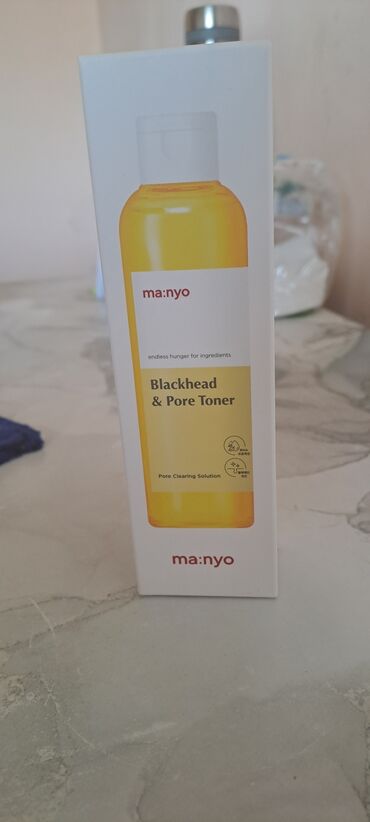 ma:nyo
endless hunger for ingredients
Blackhead
& Pore Toner
Pore Clearing Solution
ma:nyo